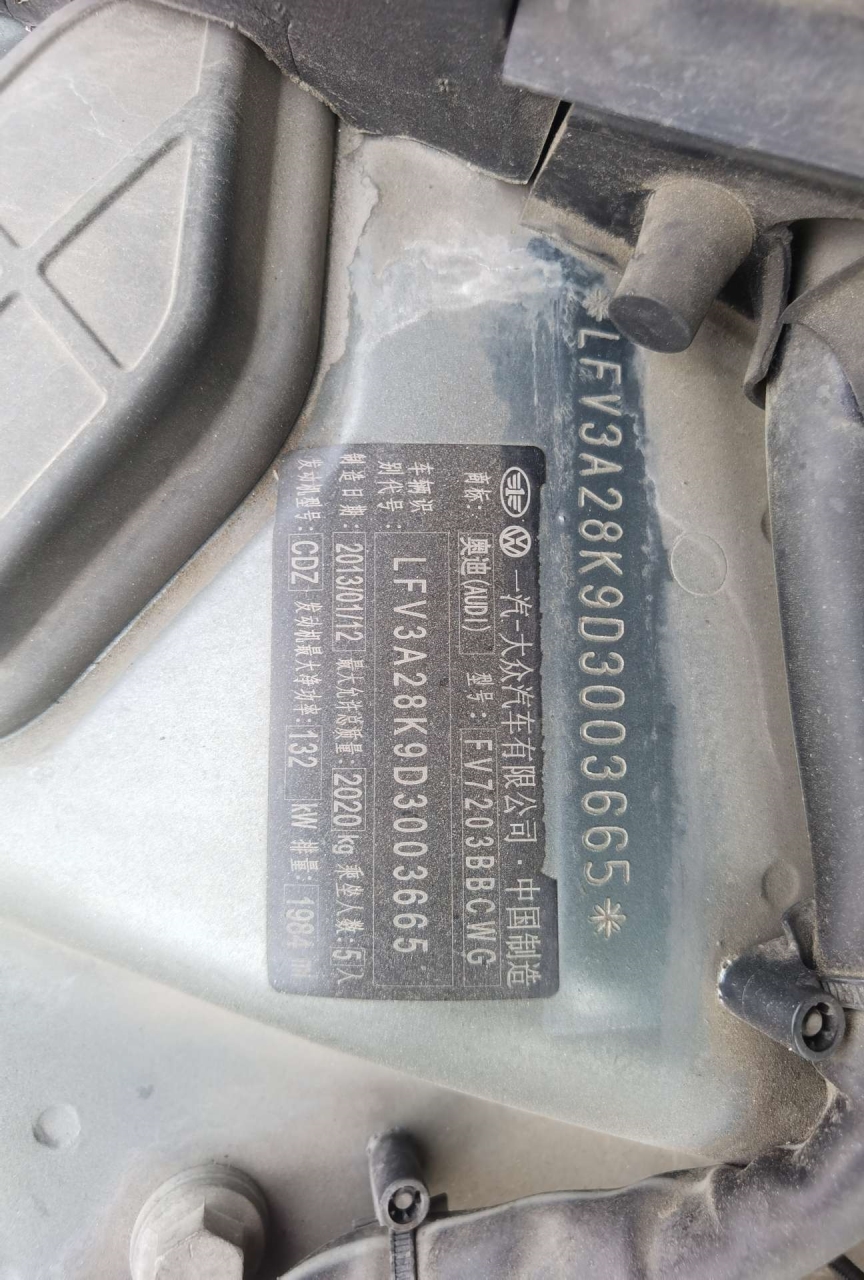 *LFV3A28K9D3003665*
一汽-大众汽车有限公司·中国制造
商标: 奥迪(AUDI) 型号: FV7203BBCWG
车辆识别代号: LFV3A28K9D3003665
制造日期: 2013/01/12 最大允许总质量: 2020 kg 乘坐人数: 5人
发动机型号: CDZ 发动机最大净功率: 132 kW 排量: 1984 ml